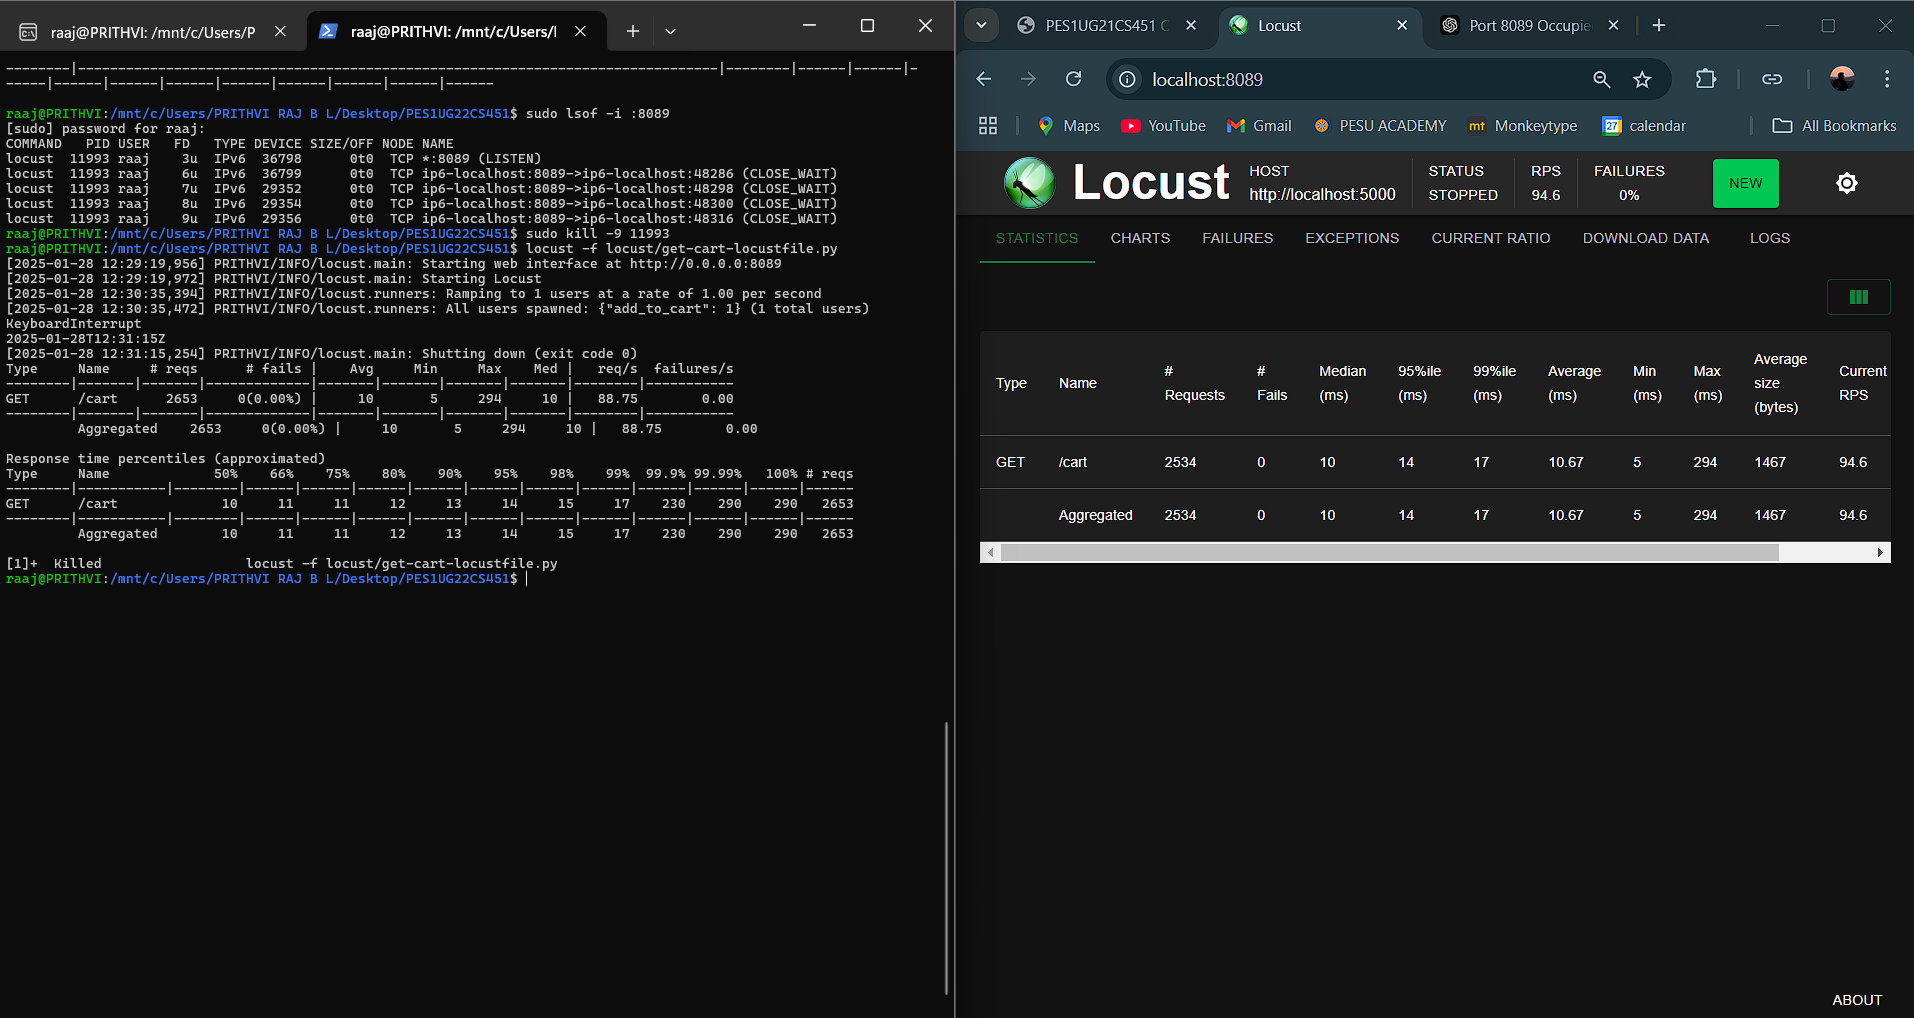 raaj@PRITHVI: /mnt/c/Users/P
raaj@PRITHVI: /mnt/c/Users/I
--------|--------------------------------------------------------------------------------|--------|------|------|-
-----|------|------|------|------|------|------|------|------
raaj@PRITHVI:/mnt/c/Users/PRITHVI RAJ B L/Desktop/PES1UG22CS451$ sudo lsof -i :8089
[sudo] password for raaj:
COMMAND   PID USER   FD   TYPE DEVICE SIZE/OFF NODE NAME
locust  11993 raaj    3u  IPv6  36798      0t0  TCP *:8089 (LISTEN)
locust  11993 raaj    6u  IPv6  36799      0t0  TCP ip6-localhost:8089->ip6-localhost:48286 (CLOSE_WAIT)
locust  11993 raaj    7u  IPv6  29352      0t0  TCP ip6-localhost:8089->ip6-localhost:48298 (CLOSE_WAIT)
locust  11993 raaj    8u  IPv6  29354      0t0  TCP ip6-localhost:8089->ip6-localhost:48300 (CLOSE_WAIT)
locust  11993 raaj    9u  IPv6  29356      0t0  TCP ip6-localhost:8089->ip6-localhost:48316 (CLOSE_WAIT)
raaj@PRITHVI:/mnt/c/Users/PRITHVI RAJ B L/Desktop/PES1UG22CS451$ sudo kill -9 11993
raaj@PRITHVI:/mnt/c/Users/PRITHVI RAJ B L/Desktop/PES1UG22CS451$ locust -f locust/get-cart-locustfile.py
[2025-01-28 12:29:19,956] PRITHVI/INFO/locust.main: Starting web interface at http://0.0.0.0:8089
[2025-01-28 12:29:19,972] PRITHVI/INFO/locust.main: Starting Locust
[2025-01-28 12:30:35,394] PRITHVI/INFO/locust.runners: Ramping to 1 users at a rate of 1.00 per second
[2025-01-28 12:30:35,472] PRITHVI/INFO/locust.runners: All users spawned: {"add_to_cart": 1} (1 total users)
KeyboardInterrupt
2025-01-28T12:31:15Z
[2025-01-28 12:31:15,254] PRITHVI/INFO/locust.main: Shutting down (exit code 0)
Type     Name     # reqs      # fails |    Avg     Min     Max    Med |   req/s  failures/s
--------|-------|-------|-------------|-------|-------|-------|-------|--------|-----------
GET      /cart      2653     0(0.00%) |     10       5     294     10 |   88.75        0.00
--------|-------|-------|-------------|-------|-------|-------|-------|--------|-----------
         Aggregated    2653     0(0.00%) |     10       5     294     10 |   88.75        0.00
Response time percentiles (approximated)
Type     Name             50%    66%    75%    80%    90%    95%    98%    99%  99.9% 99.99%   100% # reqs
--------|-----------|--------|------|------|------|------|------|------|------|------|------|------|------
GET      /cart             10     11     11     12     13     14     15     17    230    290    290   2653
--------|-----------|--------|------|------|------|------|------|------|------|------|------|------|------
         Aggregated        10     11     11     12     13     14     15     17    230    290    290   2653
[1]+  Killed                  locust -f locust/get-cart-locustfile.py
raaj@PRITHVI:/mnt/c/Users/PRITHVI RAJ B L/Desktop/PES1UG22CS451$
PES1UG21CS451 C
Locust
Port 8089 Occupie
localhost:8089
Maps YouTube Gmail PESU ACADEMY mt Monkeytype 27 calendar All Bookmarks
Locust
HOST
http://localhost:5000
STATUS
STOPPED
RPS
94.6
FAILURES
0%
NEW
STATISTICS CHARTS FAILURES EXCEPTIONS CURRENT RATIO DOWNLOAD DATA LOGS
Type Name # Requests # Fails Median (ms) 95%ile (ms) 99%ile (ms) Average (ms) Min (ms) Max (ms) Average size (bytes) Current RPS
GET /cart 2534 0 10 14 17 10.67 5 294 1467 94.6
Aggregated 2534 0 10 14 17 10.67 5 294 1467 94.6
ABOUT